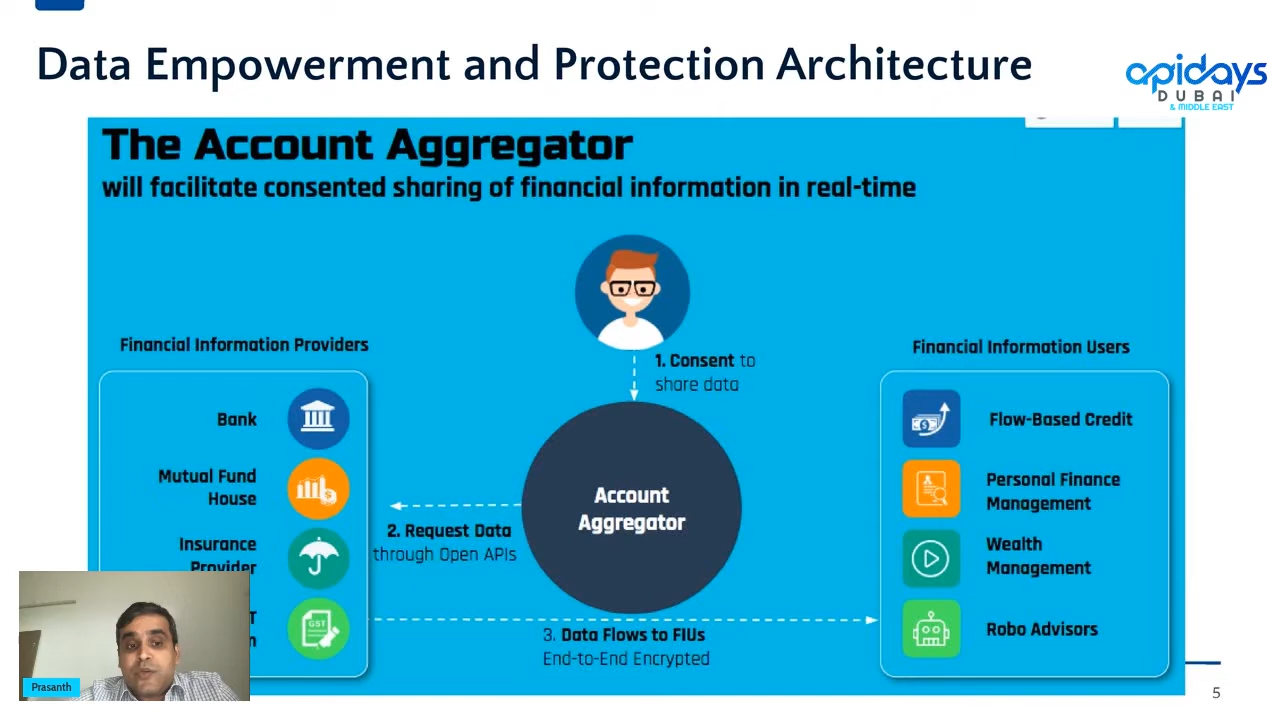 Data Empowerment and Protection Architecture
apidays
DUBAI
& MIDDLE EAST
The Account Aggregator
will facilitate consented sharing of financial information in real-time
1. Consent to
share data
Financial Information Providers
Bank
Mutual Fund
House
Insurance
Provider
GST
Account
Aggregator
2. Request Data
through Open APIs
3. Data Flows to FIUs
End-to-End Encrypted
Financial Information Users
Flow-Based Credit
Personal Finance
Management
Wealth
Management
Robo Advisors
Prasanth
5